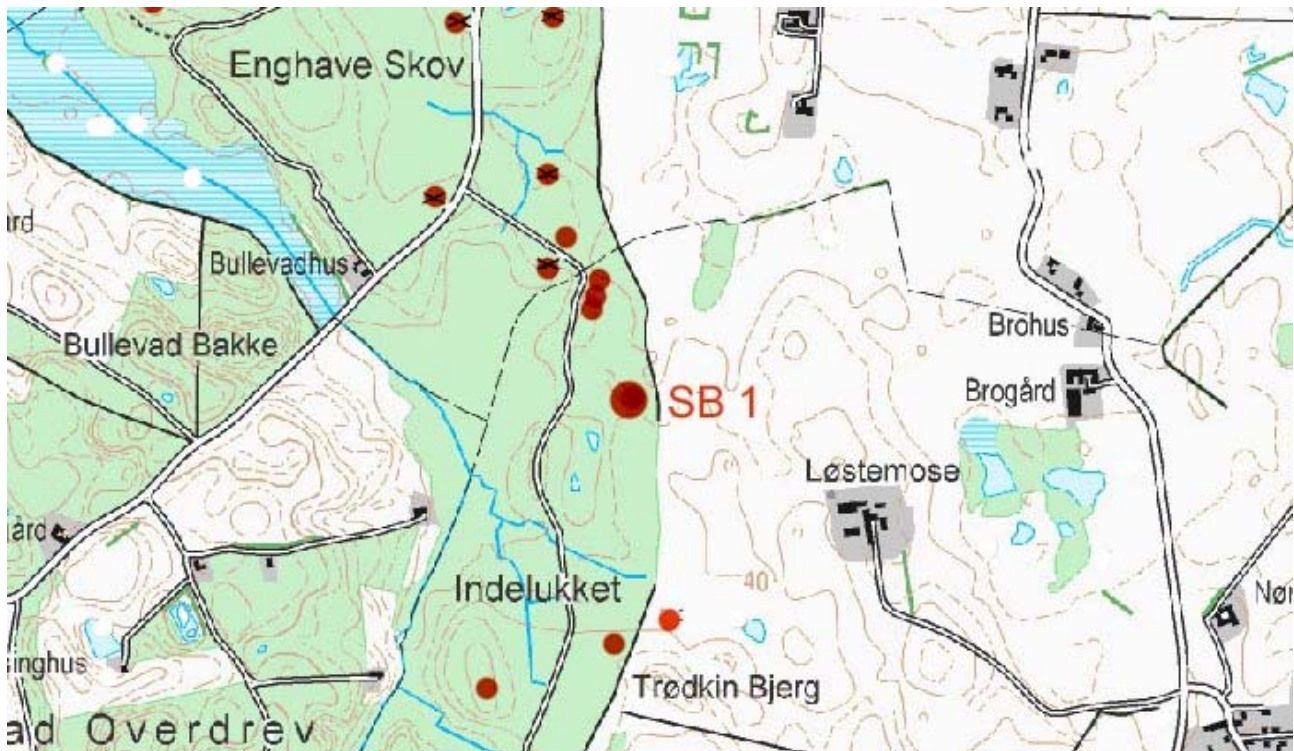 Enghave Skov
Bullevadhus
Bullevad Bakke
Brohus
Brogård
SB 1
Løstemose
40
Indelukket
Trødkin Bjerg
Overdrev